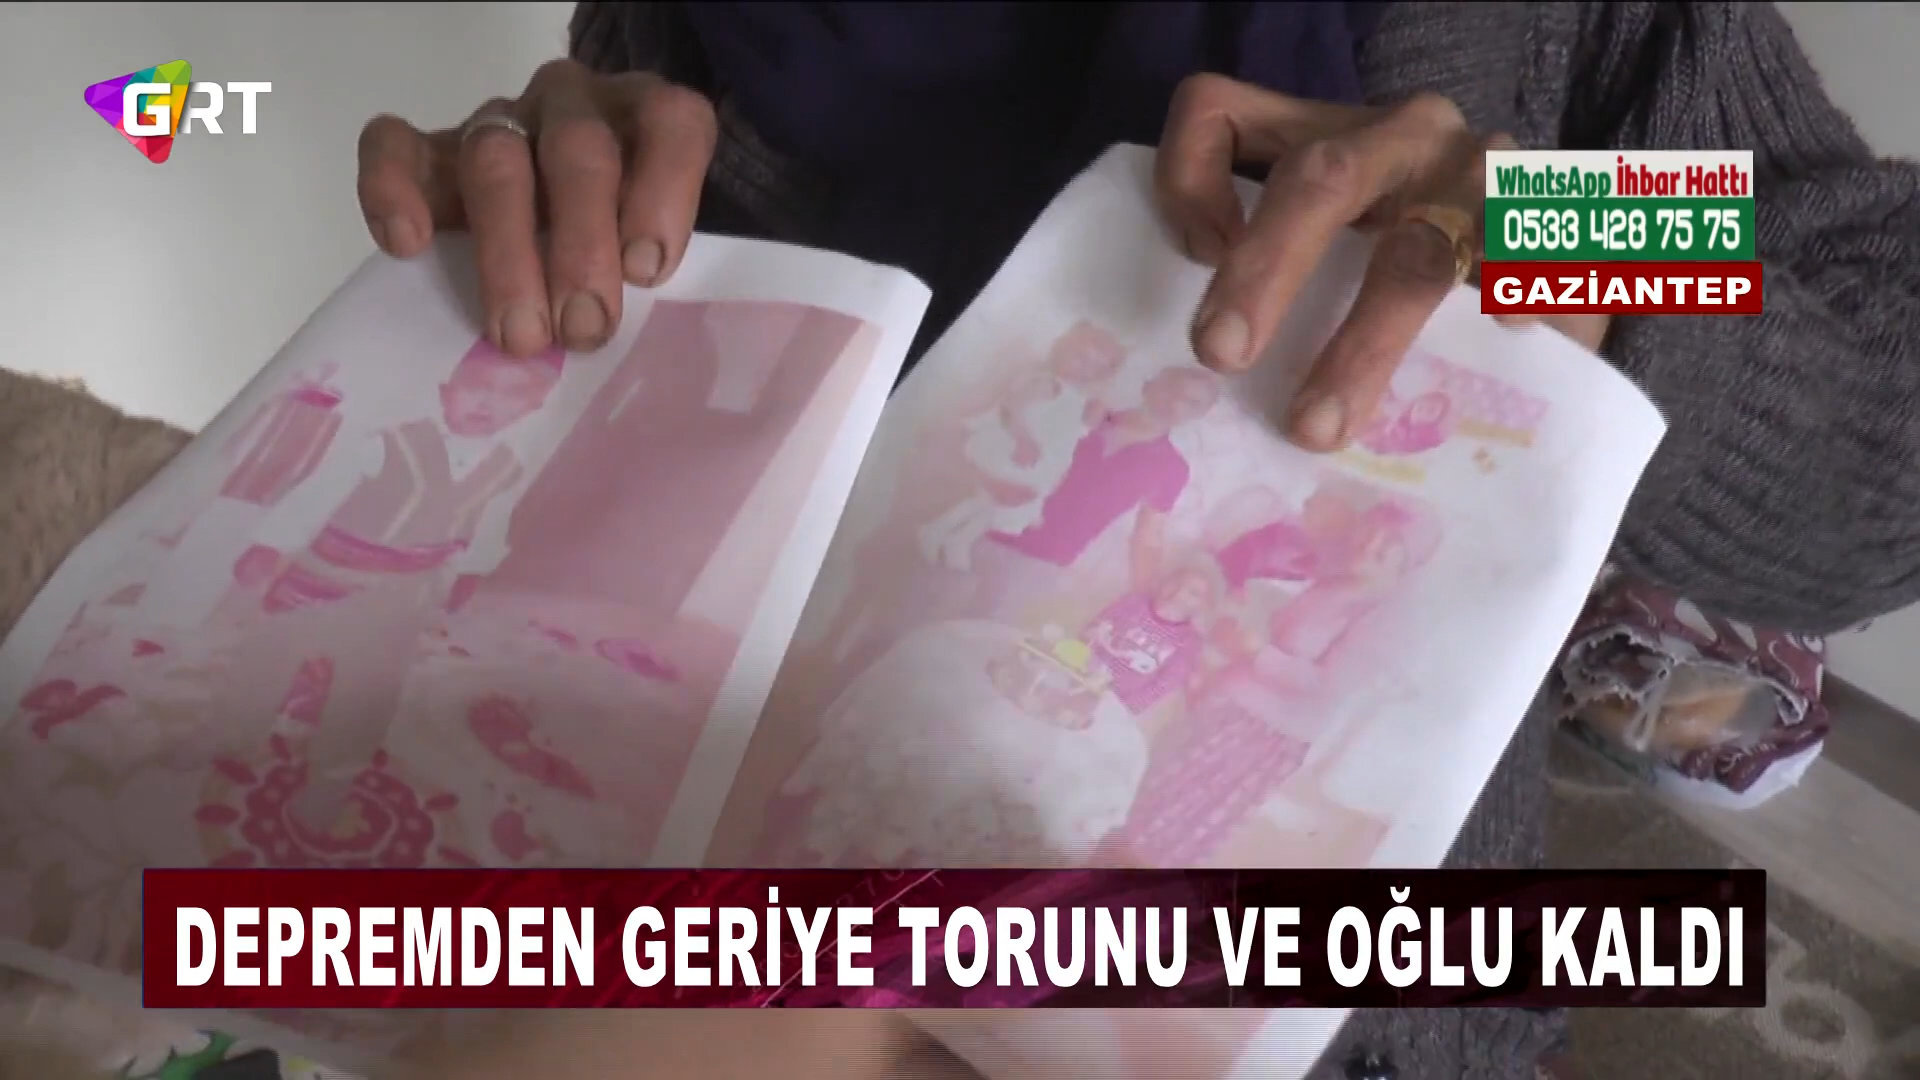 GRT
WhatsApp İhbar Hattı
0533 428 75 75
GAZİANTEP
DEPREMDEN GERİYE TORUNU VE OĞLU KALDI